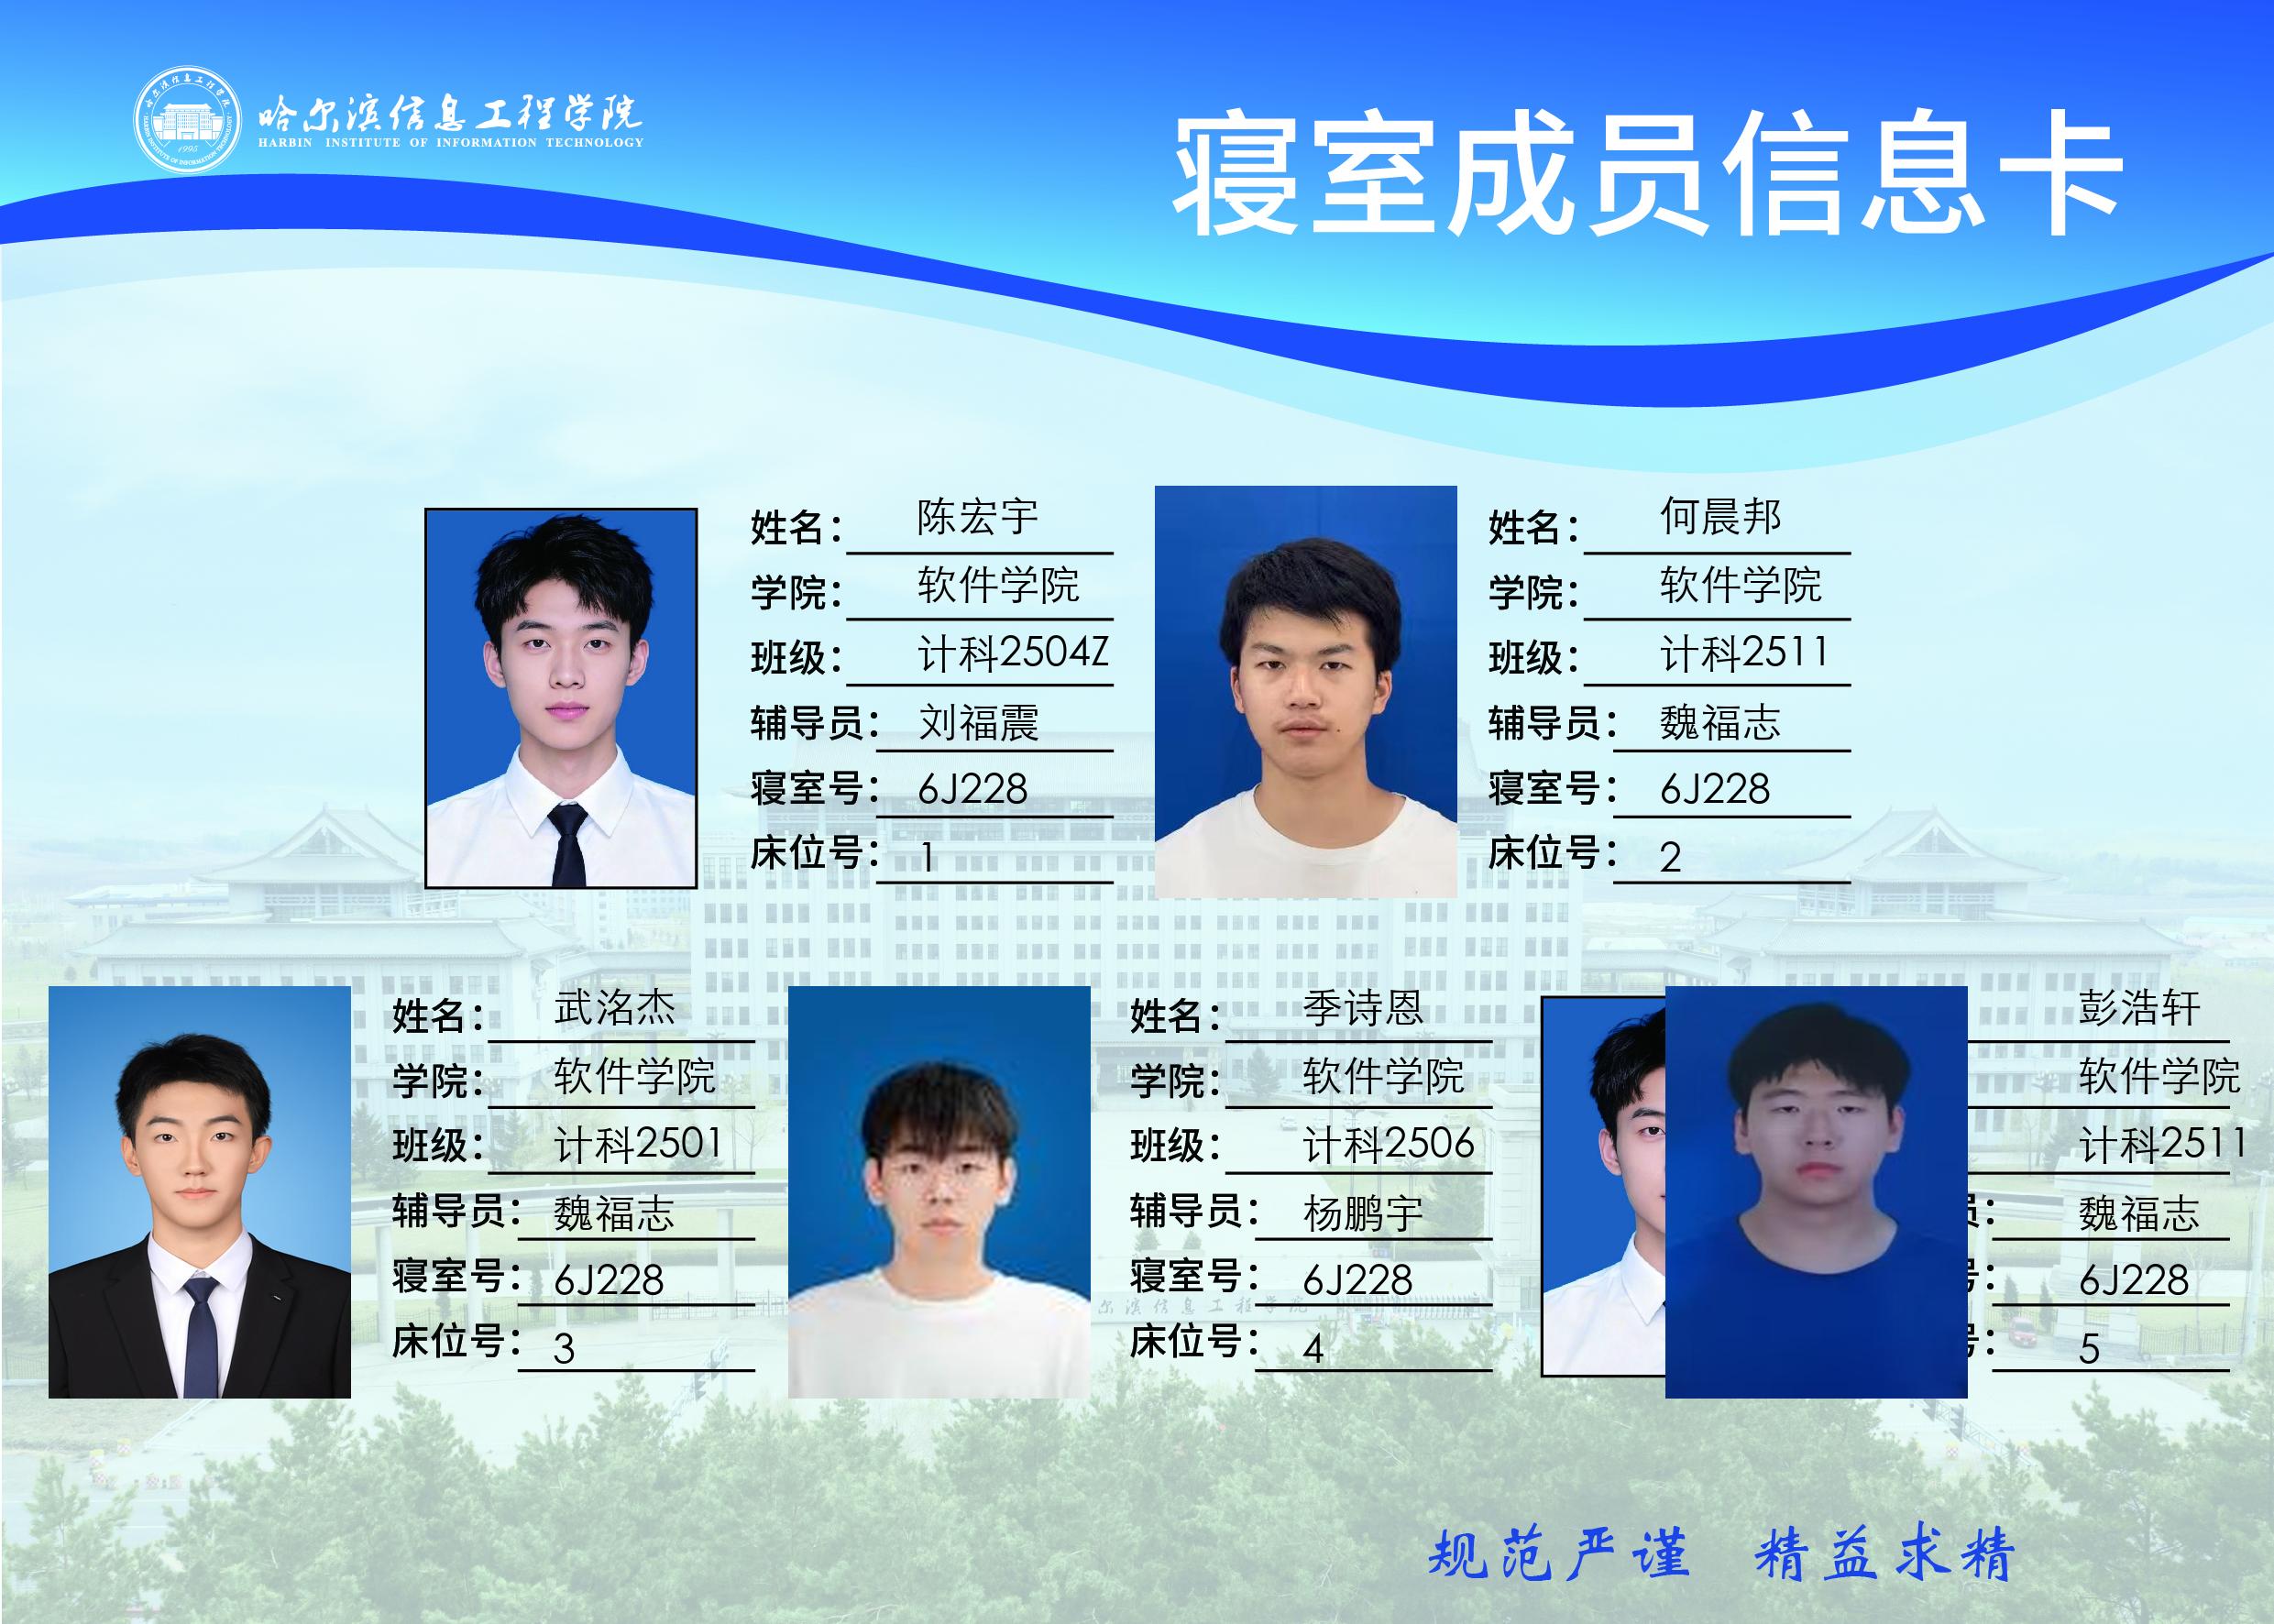 哈尔滨信息工程学院
HARBIN INSTITUTE OF INFORMATION TECHNOLOGY
1995
寝室成员信息卡
姓名：陈宏宇
学院：软件学院
班级：计科2504Z
辅导员：刘福震
寝室号：6J228
床位号：1
姓名：何晨邦
学院：软件学院
班级：计科2511
辅导员：魏福志
寝室号：6J228
床位号：2
姓名：武洺杰
学院：软件学院
班级：计科2501
辅导员：魏福志
寝室号：6J228
床位号：3
姓名：季诗恩
学院：软件学院
班级：计科2506
辅导员：杨鹏宇
寝室号：6J228
床位号：4
彭浩轩
软件学院
计科2511
员：魏福志
号：6J228
号：5
规范严谨 精益求精